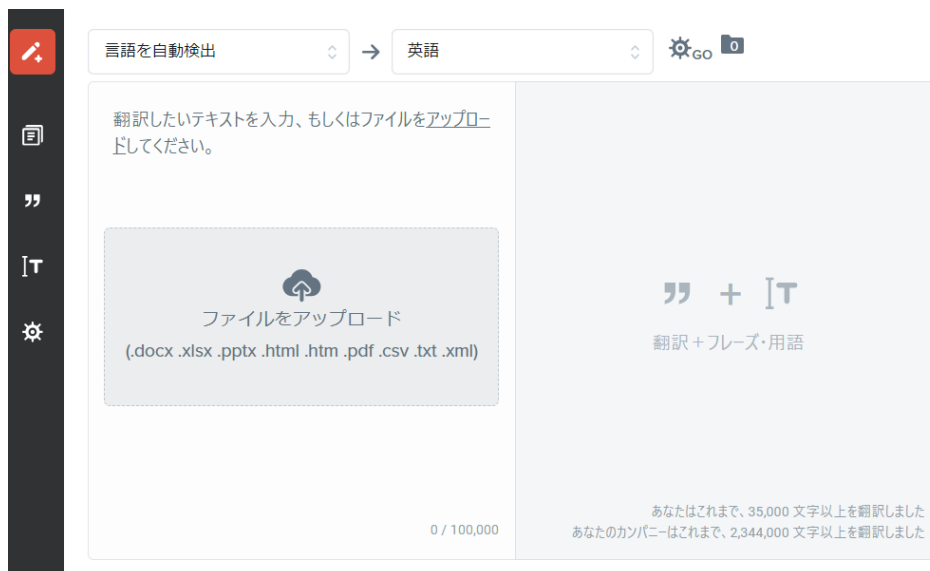 言語を自動検出
英語
GO
0
翻訳したいテキストを入力、もしくはファイルをアップロー
ドしてください。
ファイルをアップロード
(.docx .xlsx .pptx .html .htm .pdf .csv .txt .xml)
0 / 100,000
翻訳+フレーズ・用語
あなたはこれまで、35,000 文字以上を翻訳しました
あなたのカンパニーはこれまで、2,344,000 文字以上を翻訳しました